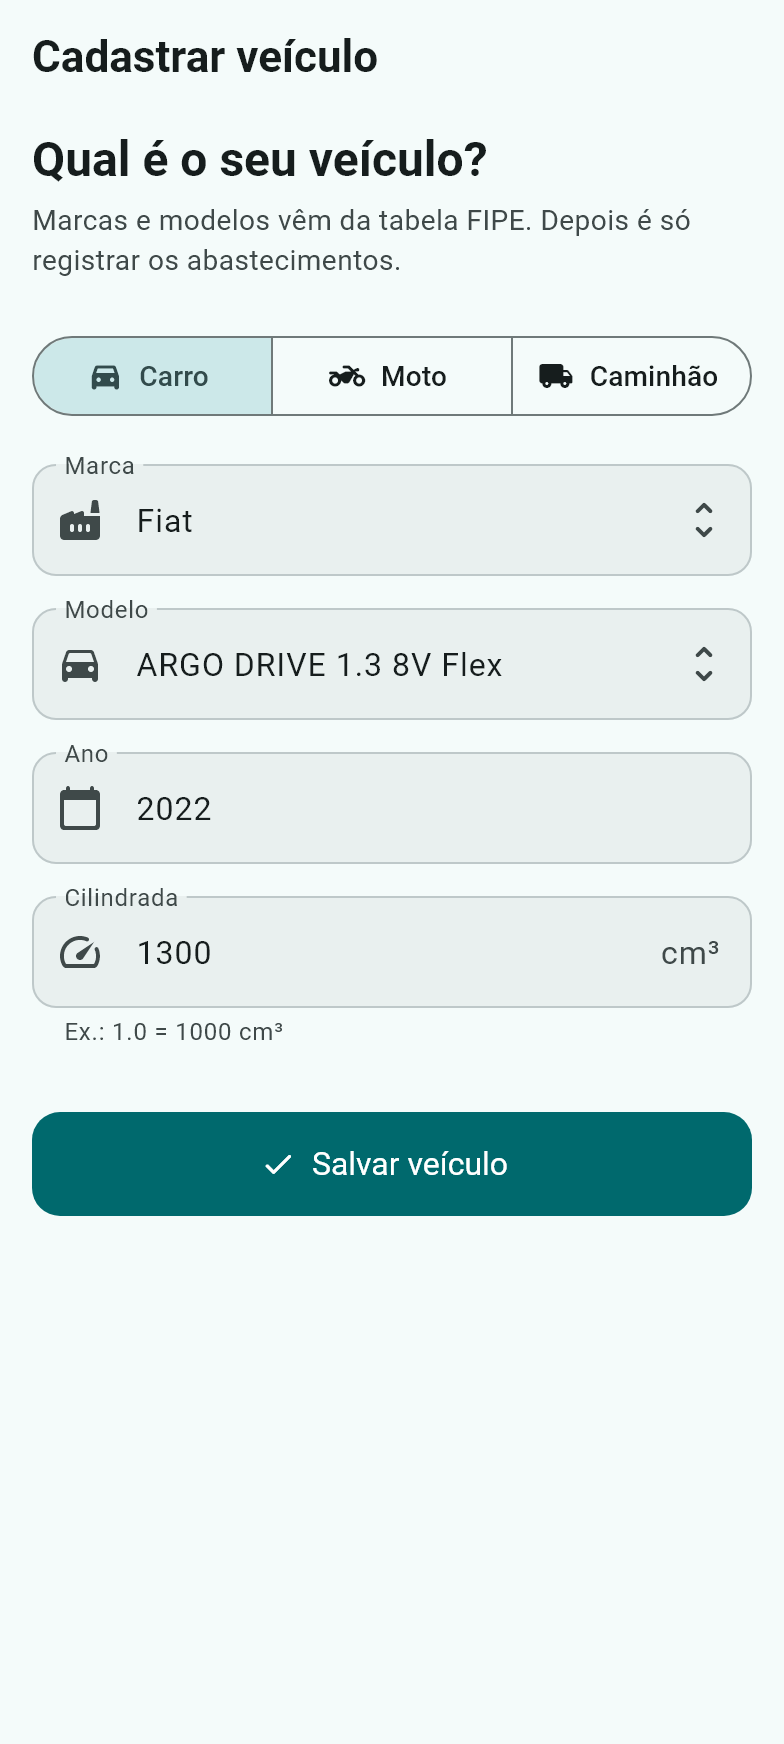 Cadastrar veículo
Qual é o seu veículo?
Marcas e modelos vêm da tabela FIPE. Depois é só
registrar os abastecimentos.
Carro
Moto
Caminhão
Marca
Fiat
Modelo
ARGO DRIVE 1.3 8V Flex
Ano
2022
Cilindrada
1300 cm³
Ex.: 1.0 = 1000 cm³
Salvar veículo